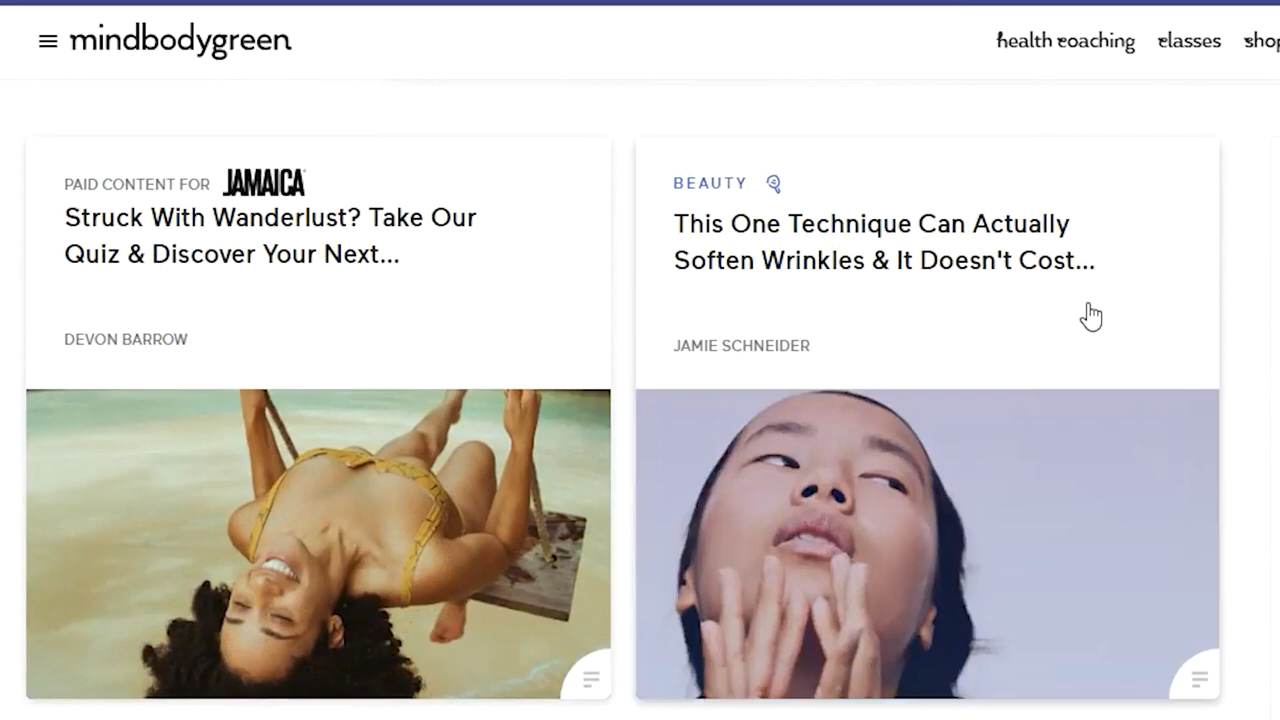 mindbodygreen
health coaching classes
PAID CONTENT FOR JAMAICA
Struck With Wanderlust? Take Our
Quiz & Discover Your Next...
DEVON BARROW
BEAUTY
This One Technique Can Actually
Soften Wrinkles & It Doesn't Cost...
JAMIE SCHNEIDER